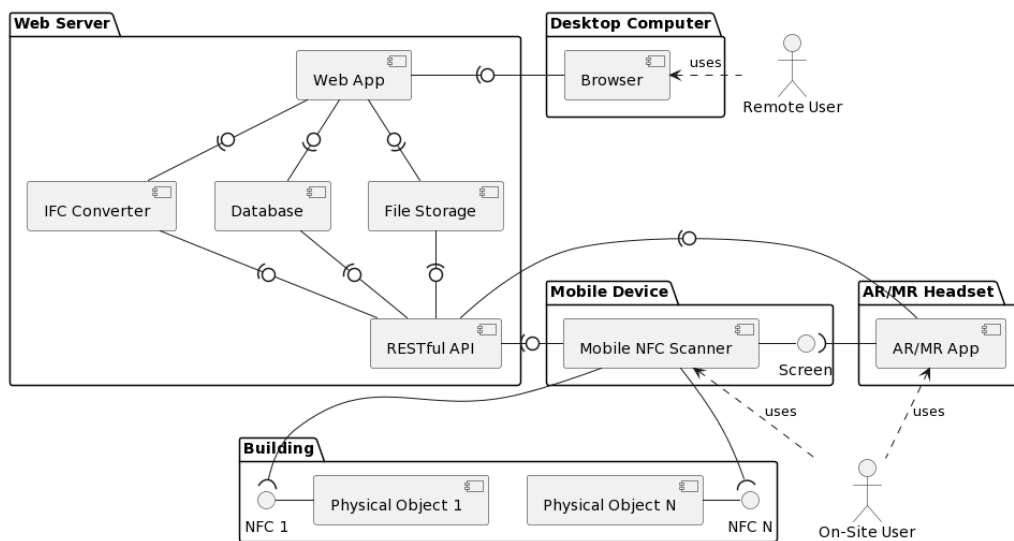 Web Server
Desktop Computer
Web App
Browser
uses
Remote User
IFC Converter
Database
File Storage
Mobile Device
AR/MR Headset
RESTful API
Mobile NFC Scanner
Screen
AR/MR App
uses
uses
Building
NFC 1
Physical Object 1
Physical Object N
NFC N
On-Site User